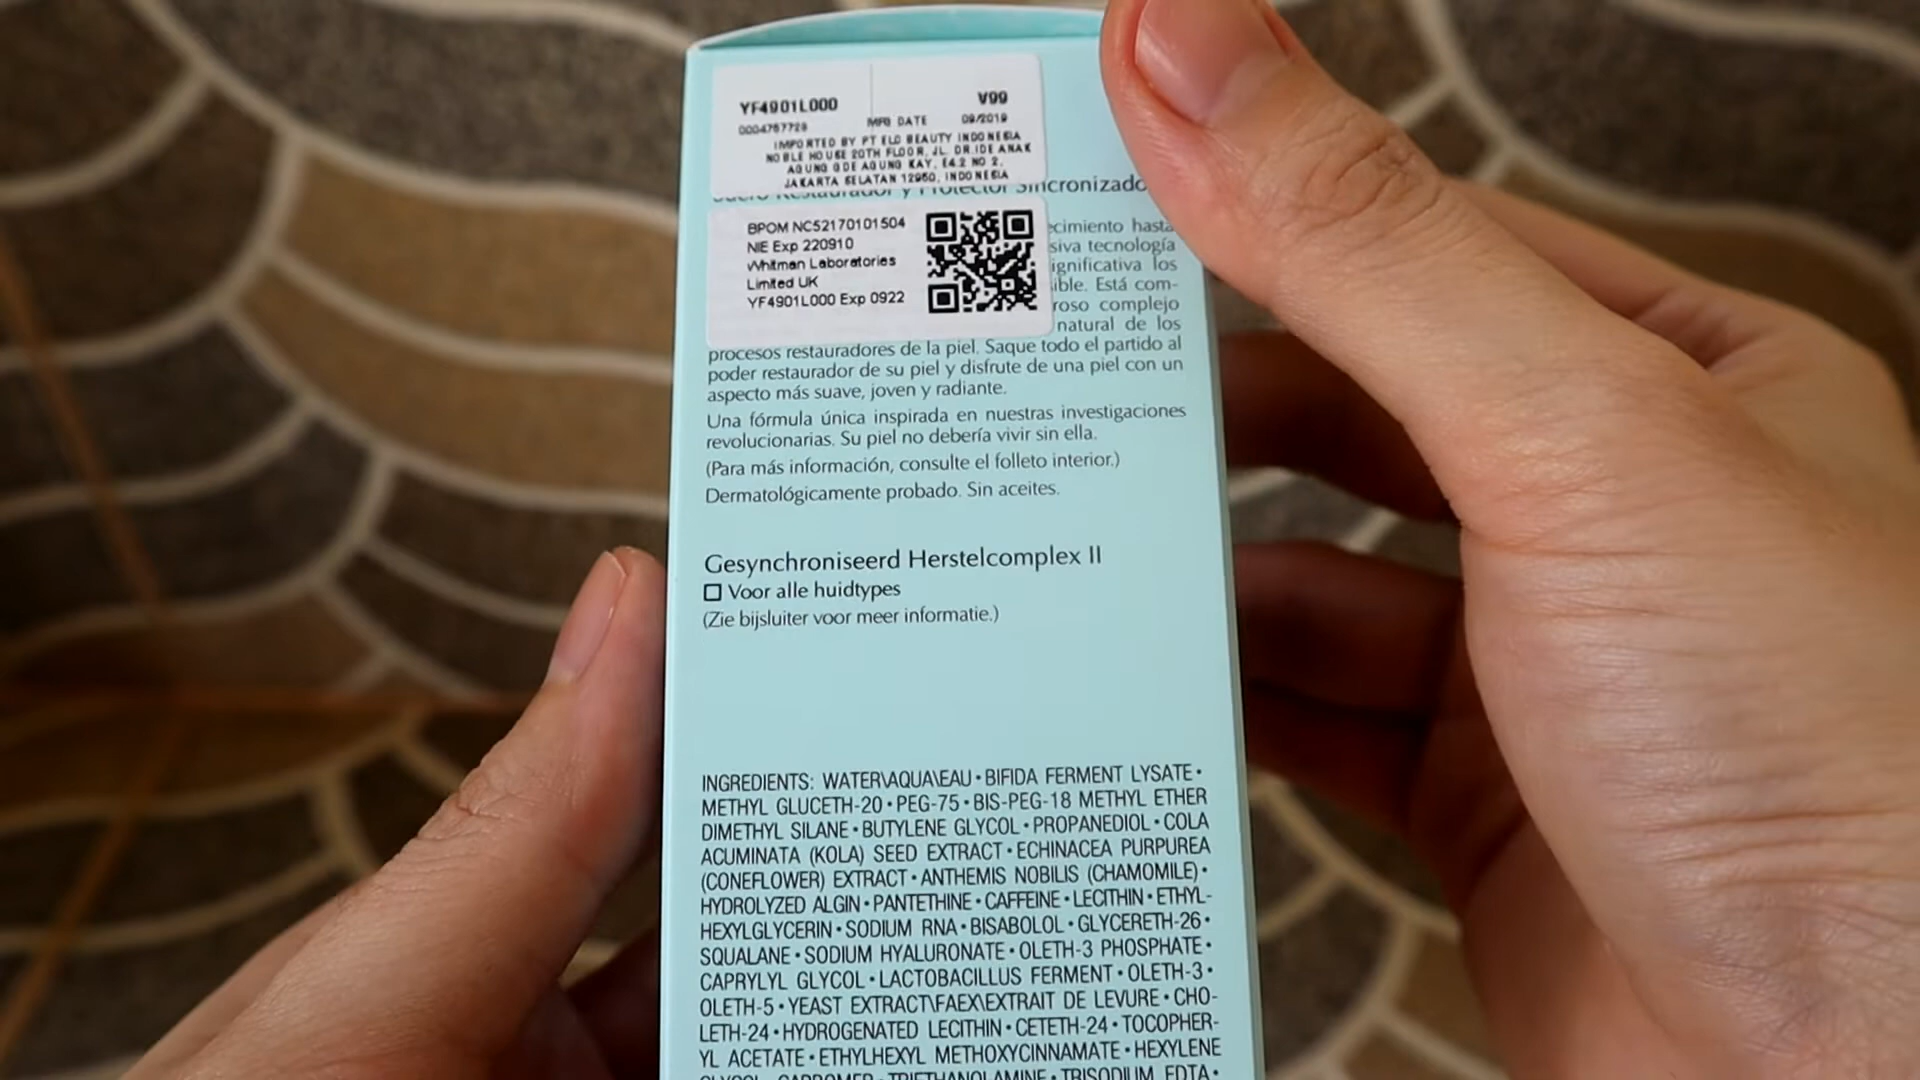 YF4901L000 V99
0004767728 MFG DATE 09/2019
IMPORTED BY PT ELC BEAUTY INDONESIA
NOBLE HOUSE 20TH FLOOR, JL. DR.IDE ANAK
AGUNG GDE AGUNG KAV. E4.2 NO 2,
JAKARTA SELATAN 12950, INDONESIA
Suero Restaurador y Protector Sincronizado
BPOM NC52170101504
NIE Exp 220910
Whitman Laboratories
Limited UK
YF4901L000 Exp 0922
ecimiento hasta
siva tecnología
ignificativa los
ible. Está com-
roso complejo
natural de los
procesos restauradores de la piel. Saque todo el partido al
poder restaurador de su piel y disfrute de una piel con un
aspecto más suave, joven y radiante.
Una fórmula única inspirada en nuestras investigaciones
revolucionarias. Su piel no debería vivir sin ella.
(Para más información, consulte el folleto interior.)
Dermatológicamente probado. Sin aceites.
Gesynchroniseerd Herstelcomplex II
Voor alle huidtypes
(Zie bijsluiter voor meer informatie.)
INGREDIENTS: WATER\AQUA\EAU • BIFIDA FERMENT LYSATE •
METHYL GLUCETH-20 • PEG-75 • BIS-PEG-18 METHYL ETHER
DIMETHYL SILANE • BUTYLENE GLYCOL • PROPANEDIOL • COLA
ACUMINATA (KOLA) SEED EXTRACT • ECHINACEA PURPUREA
(CONEFLOWER) EXTRACT • ANTHEMIS NOBILIS (CHAMOMILE) •
HYDROLYZED ALGIN • PANTETHINE • CAFFEINE • LECITHIN • ETHYL-
HEXYLGLYCERIN • SODIUM RNA • BISABOLOL • GLYCERETH-26 •
SQUALANE • SODIUM HYALURONATE • OLETH-3 PHOSPHATE •
CAPRYLYL GLYCOL • LACTOBACILLUS FERMENT • OLETH-3 •
OLETH-5 • YEAST EXTRACT\FAEX\EXTRAIT DE LEVURE • CHO-
LETH-24 • HYDROGENATED LECITHIN • CETETH-24 • TOCOPHER-
YL ACETATE • ETHYLHEXYL METHOXYCINNAMATE • HEXYLENE
GLYCOL • CARBOMER • TRIETHANOLAMINE • TRISODIUM EDTA •